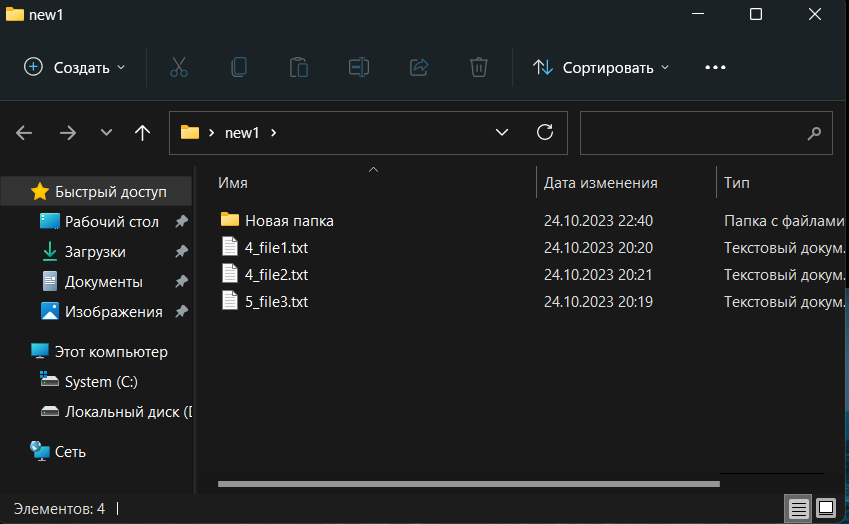 new1
Создать
Сортировать
new1
Имя
Дата изменения
Тип
Быстрый доступ
Рабочий стол
Загрузки
Документы
Изображения
Этот компьютер
System (C:)
Локальный диск (D
Сеть
Новая папка 24.10.2023 22:40 Папка с файлами
4_file1.txt 24.10.2023 20:20 Текстовый докум.
4_file2.txt 24.10.2023 20:21 Текстовый докум.
5_file3.txt 24.10.2023 20:19 Текстовый докум.
Элементов: 4